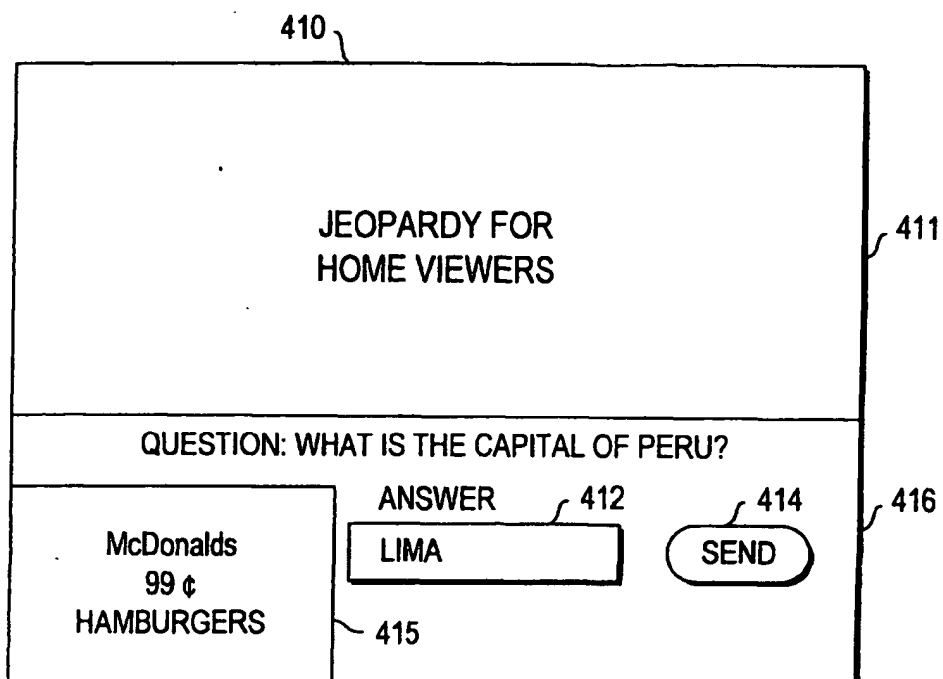 410
JEOPARDY FOR
HOME VIEWERS
411
QUESTION: WHAT IS THE CAPITAL OF PERU?
ANSWER
412
414
416
LIMA
SEND
McDonalds
99 ¢
HAMBURGERS
415